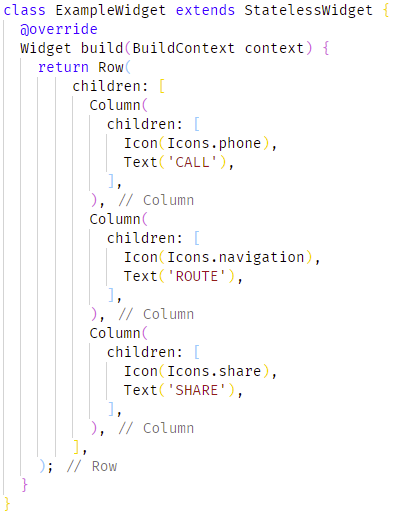 class ExampleWidget extends StatelessWidget {
  @override
  Widget build(BuildContext context) {
    return Row(
        children: [
          Column(
            children: [
              Icon(Icons.phone),
              Text('CALL'),
            ],
          ), // Column
          Column(
            children: [
              Icon(Icons.navigation),
              Text('ROUTE'),
            ],
          ), // Column
          Column(
            children: [
              Icon(Icons.share),
              Text('SHARE'),
            ],
          ), // Column
        ],
    ); // Row
  }
}